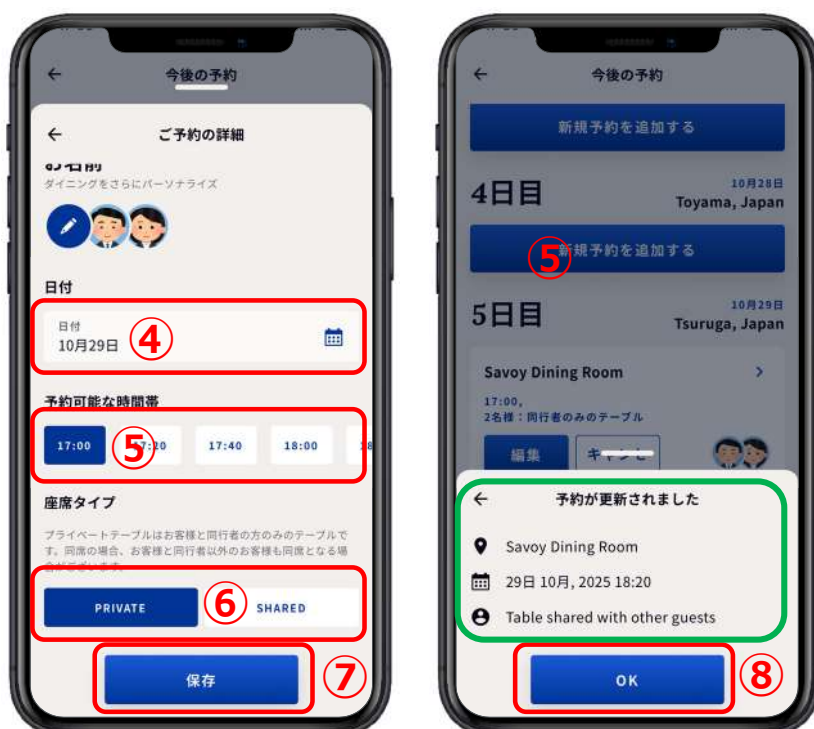 今後の予約
ご予約の詳細
お名前
ダイニングをさらにパーソナライズ
日付
日付
10月29日
④
予約可能な時間帯
17:00
⑤
17:20
17:40
18:00
座席タイプ
プライベートテーブルはお客様と同行者の方のみのテーブルで
す。同席の場合、お客様と同行者以外のお客様も同席となる場
合がございます。
PRIVATE
⑥
SHARED
保存
⑦
今後の予約
新規予約を追加する
4日目
10月28日
Toyama, Japan
新規予約を追加する
⑤
5日目
10月29日
Tsuruga, Japan
Savoy Dining Room
17:00,
2名様：同行者のみのテーブル
編集
予約が更新されました
Savoy Dining Room
29日 10月, 2025 18:20
Table shared with other guests
OK
⑧